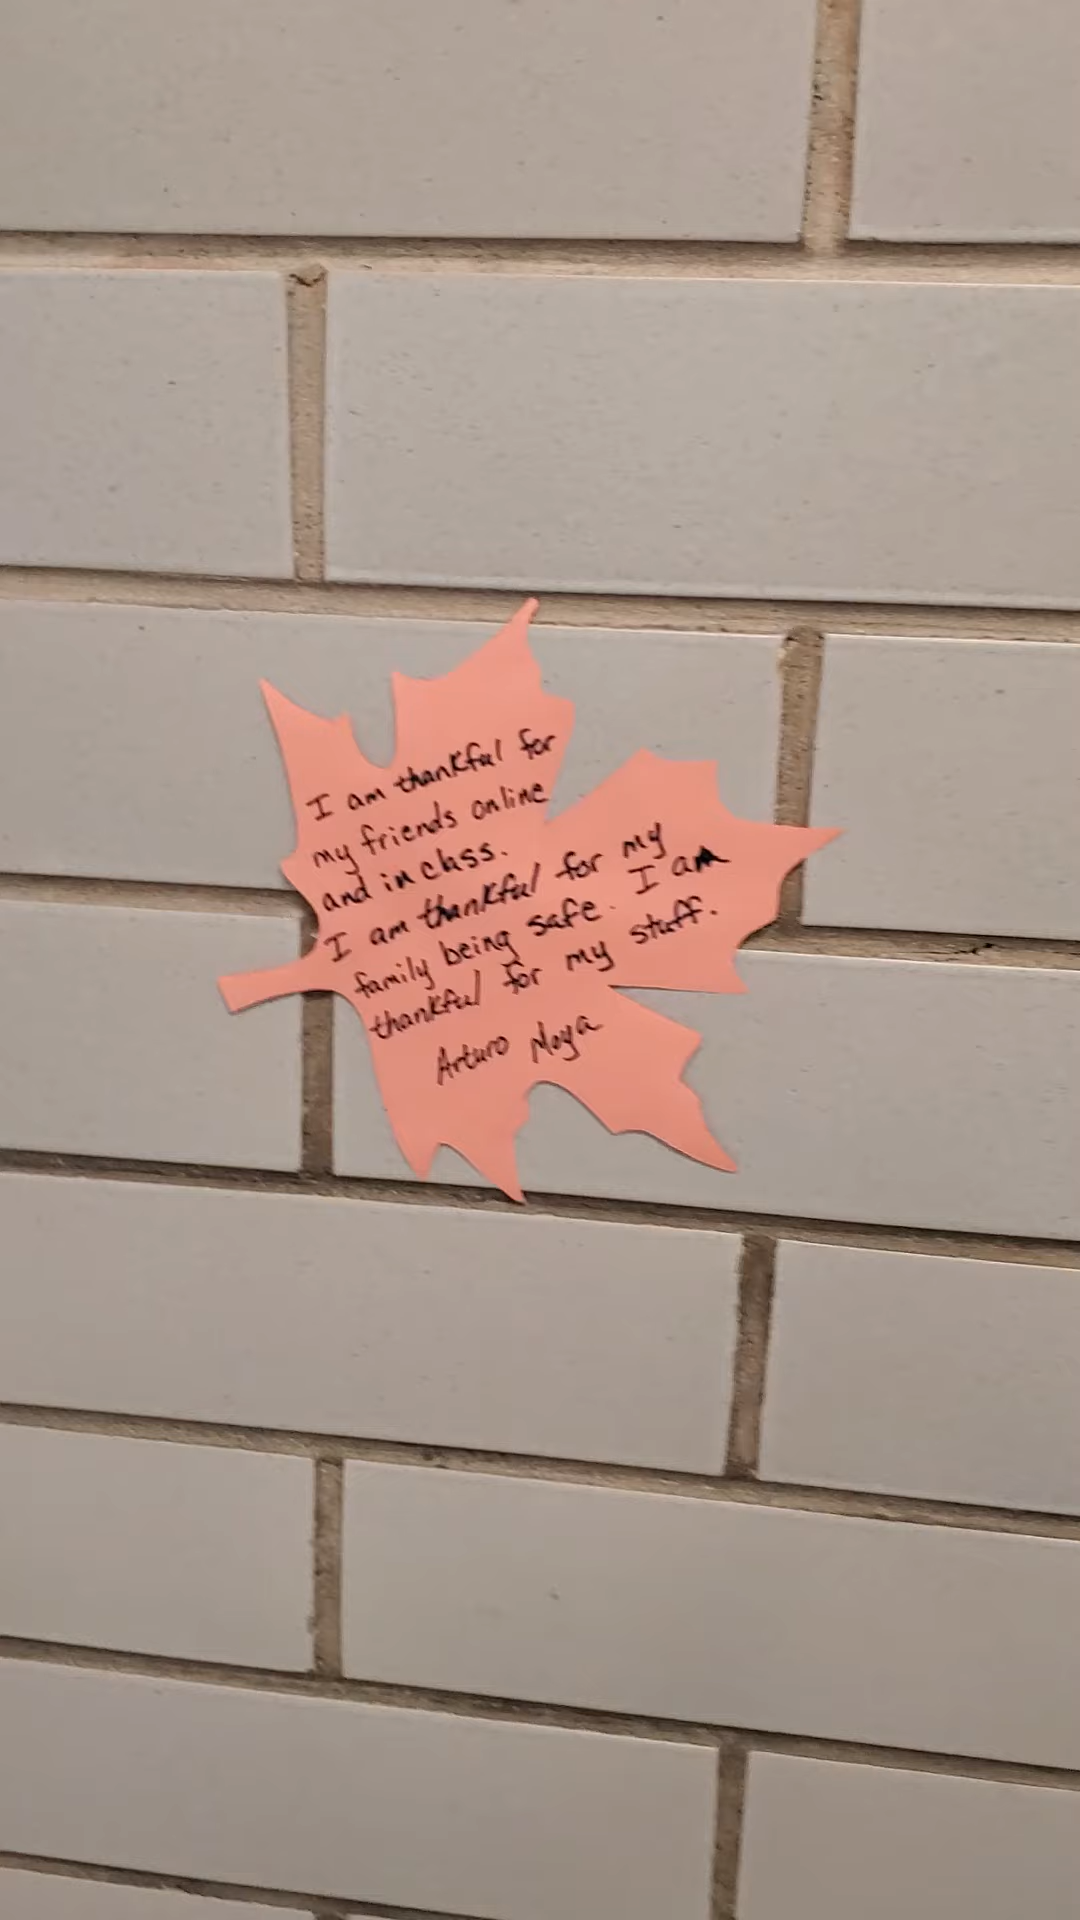 I am thankful for
my friends online
and in class.
I am thankful for my
family being safe. I am
thankful for my stuff.
Arturo Moya